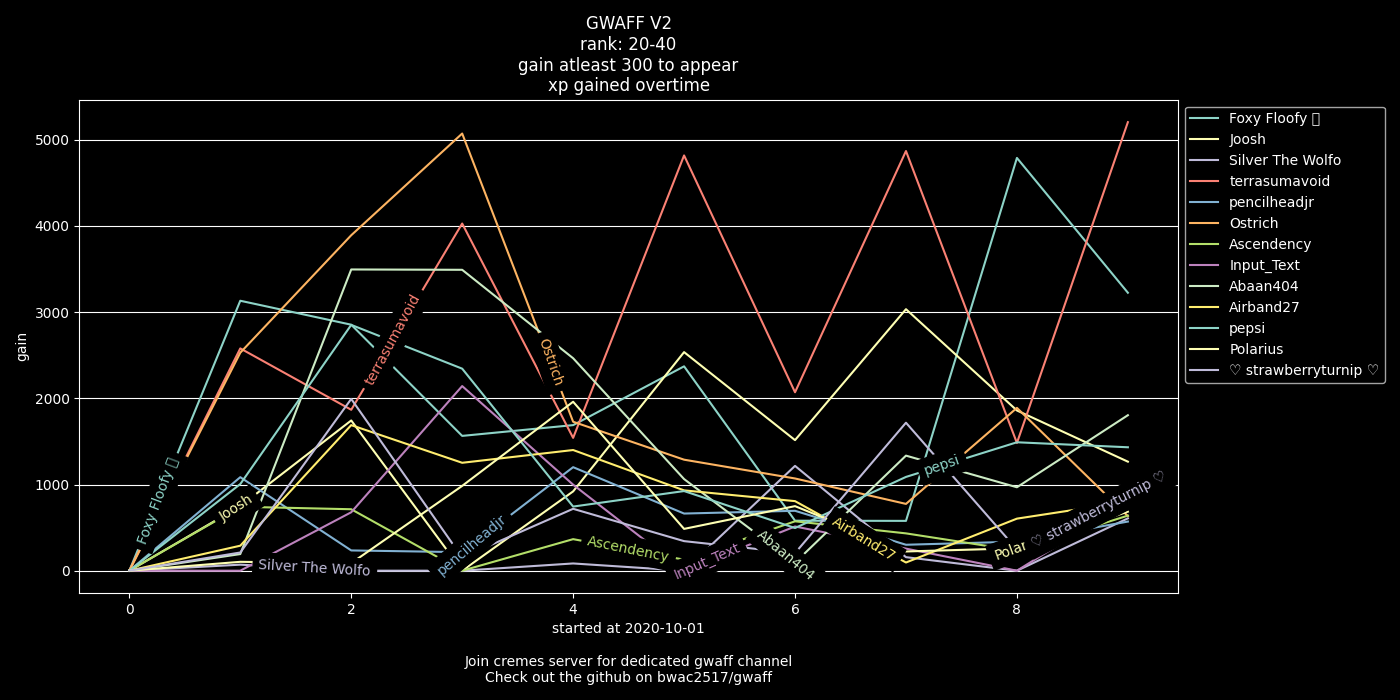 GWAFF V2
rank: 20-40
gain atleast 300 to appear
xp gained overtime
gain
5000
4000
3000
2000
1000
0
0 2 4 6 8
started at 2020-10-01
Join cremes server for dedicated gwaff channel
Check out the github on bwac2517/gwaff
Foxy Floofy
Joosh
Silver The Wolfo
terrasumavoid
pencilheadjr
Ostrich
Ascendency
Input_Text
Abaan404
Airband27
pepsi
Polarius
♡ strawberryturnip ♡
Foxy Floofy
Joosh
Silver The Wolfo
terrasumavoid
pencilheadjr
Ostrich
Ascendency
Input_Text
Abaan404
Airband27
pepsi
Polar
♡ strawberryturnip ♡